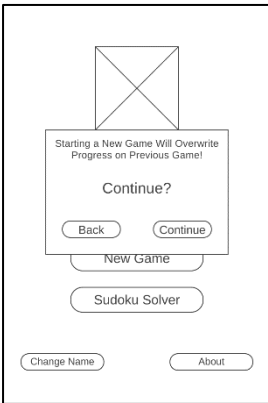 Starting a New Game Will Overwrite
Progress on Previous Game!
Continue?
Back
Continue
New Game
Sudoku Solver
Change Name
About